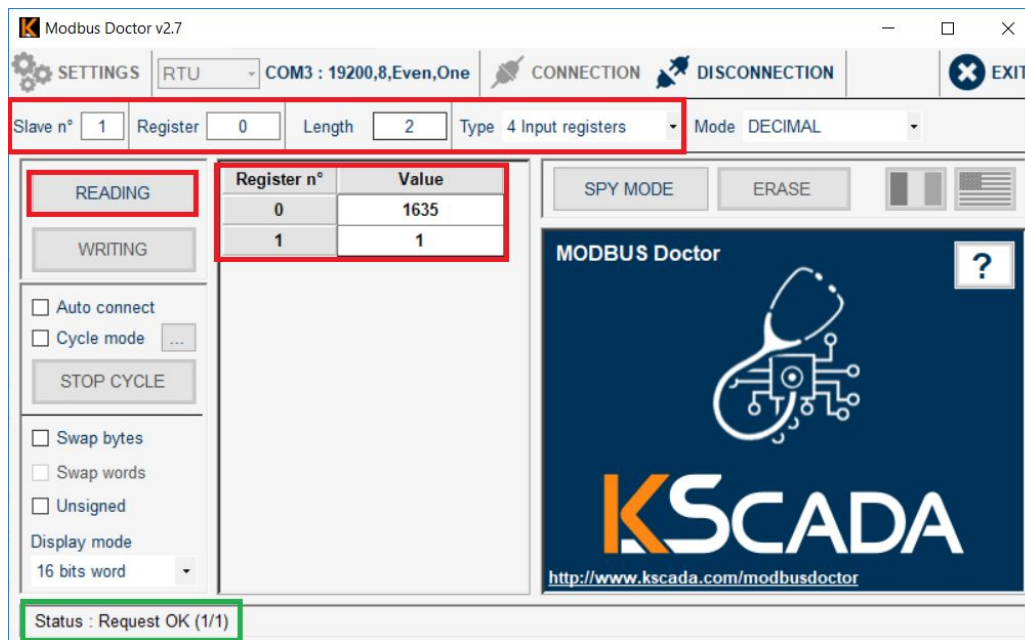 Modbus Doctor v2.7
SETTINGS RTU COM3 : 19200,8,Even,One CONNECTION DISCONNECTION EXIT
Slave n° 1 Register 0 Length 2 Type 4 Input registers Mode DECIMAL
READING
WRITING
Auto connect
Cycle mode ...
STOP CYCLE
Swap bytes
Swap words
Unsigned
Display mode
16 bits word
Register n° Value
0 1635
1 1
SPY MODE ERASE
MODBUS Doctor ?
KSCADA
http://www.kscada.com/modbusdoctor
Status : Request OK (1/1)